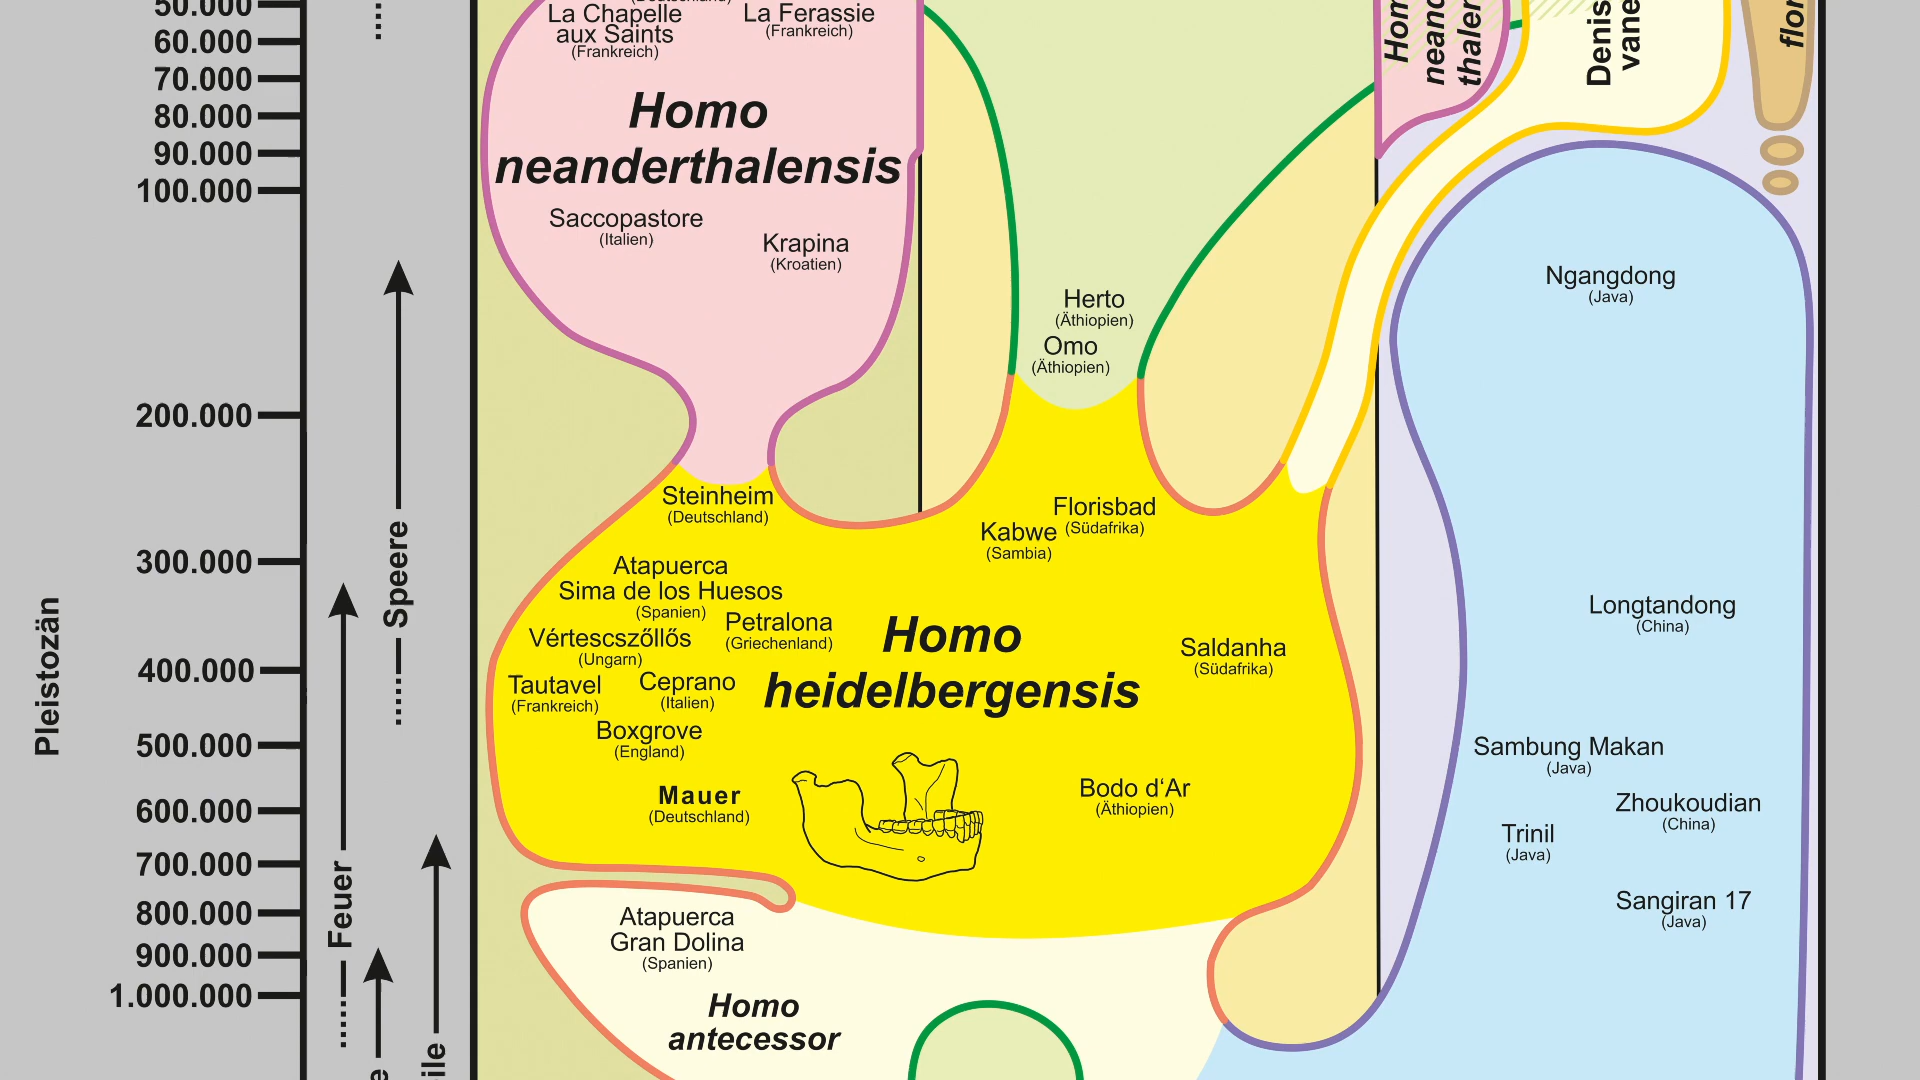 50.000
60.000
70.000
80.000
90.000
100.000
200.000
300.000
400.000
500.000
600.000
700.000
800.000
900.000
1.000.000
Pleistozän
Feuer
Speere
La Chapelle
aux Saints
(Frankreich)
La Ferassie
(Frankreich)
Homo
neanderthalensis
Saccopastore
(Italien)
Krapina
(Kroatien)
Herto
(Äthiopien)
Omo
(Äthiopien)
Ngangdong
(Java)
Steinheim
(Deutschland)
Florisbad
(Südafrika)
Kabwe
(Sambia)
Atapuerca
Sima de los Huesos
(Spanien)
Petralona
(Griechenland)
Vértescszőllős
(Ungarn)
Tautavel
(Frankreich)
Ceprano
(Italien)
Boxgrove
(England)
Homo
heidelbergensis
Saldanha
(Südafrika)
Longtandong
(China)
Mauer
(Deutschland)
Bodo d‘Ar
(Äthiopien)
Sambung Makan
(Java)
Zhoukoudian
(China)
Trinil
(Java)
Sangiran 17
(Java)
Atapuerca
Gran Dolina
(Spanien)
Homo
antecessor